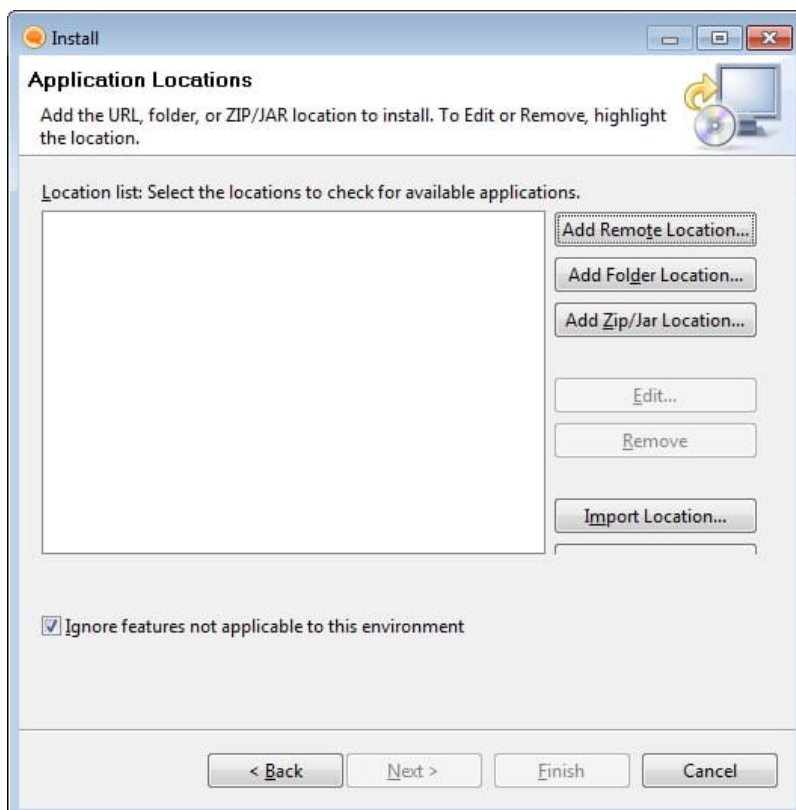 Install
Application Locations
Add the URL, folder, or ZIP/JAR location to install. To Edit or Remove, highlight
the location.
Location list: Select the locations to check for available applications.
Add Remote Location...
Add Folder Location...
Add Zip/Jar Location...
Edit...
Remove
Import Location...
Ignore features not applicable to this environment
< Back
Next >
Finish
Cancel